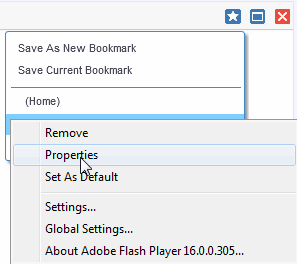 Save As New Bookmark
Save Current Bookmark
(Home)
Remove
Properties
Set As Default
Settings...
Global Settings...
About Adobe Flash Player 16.0.0.305...